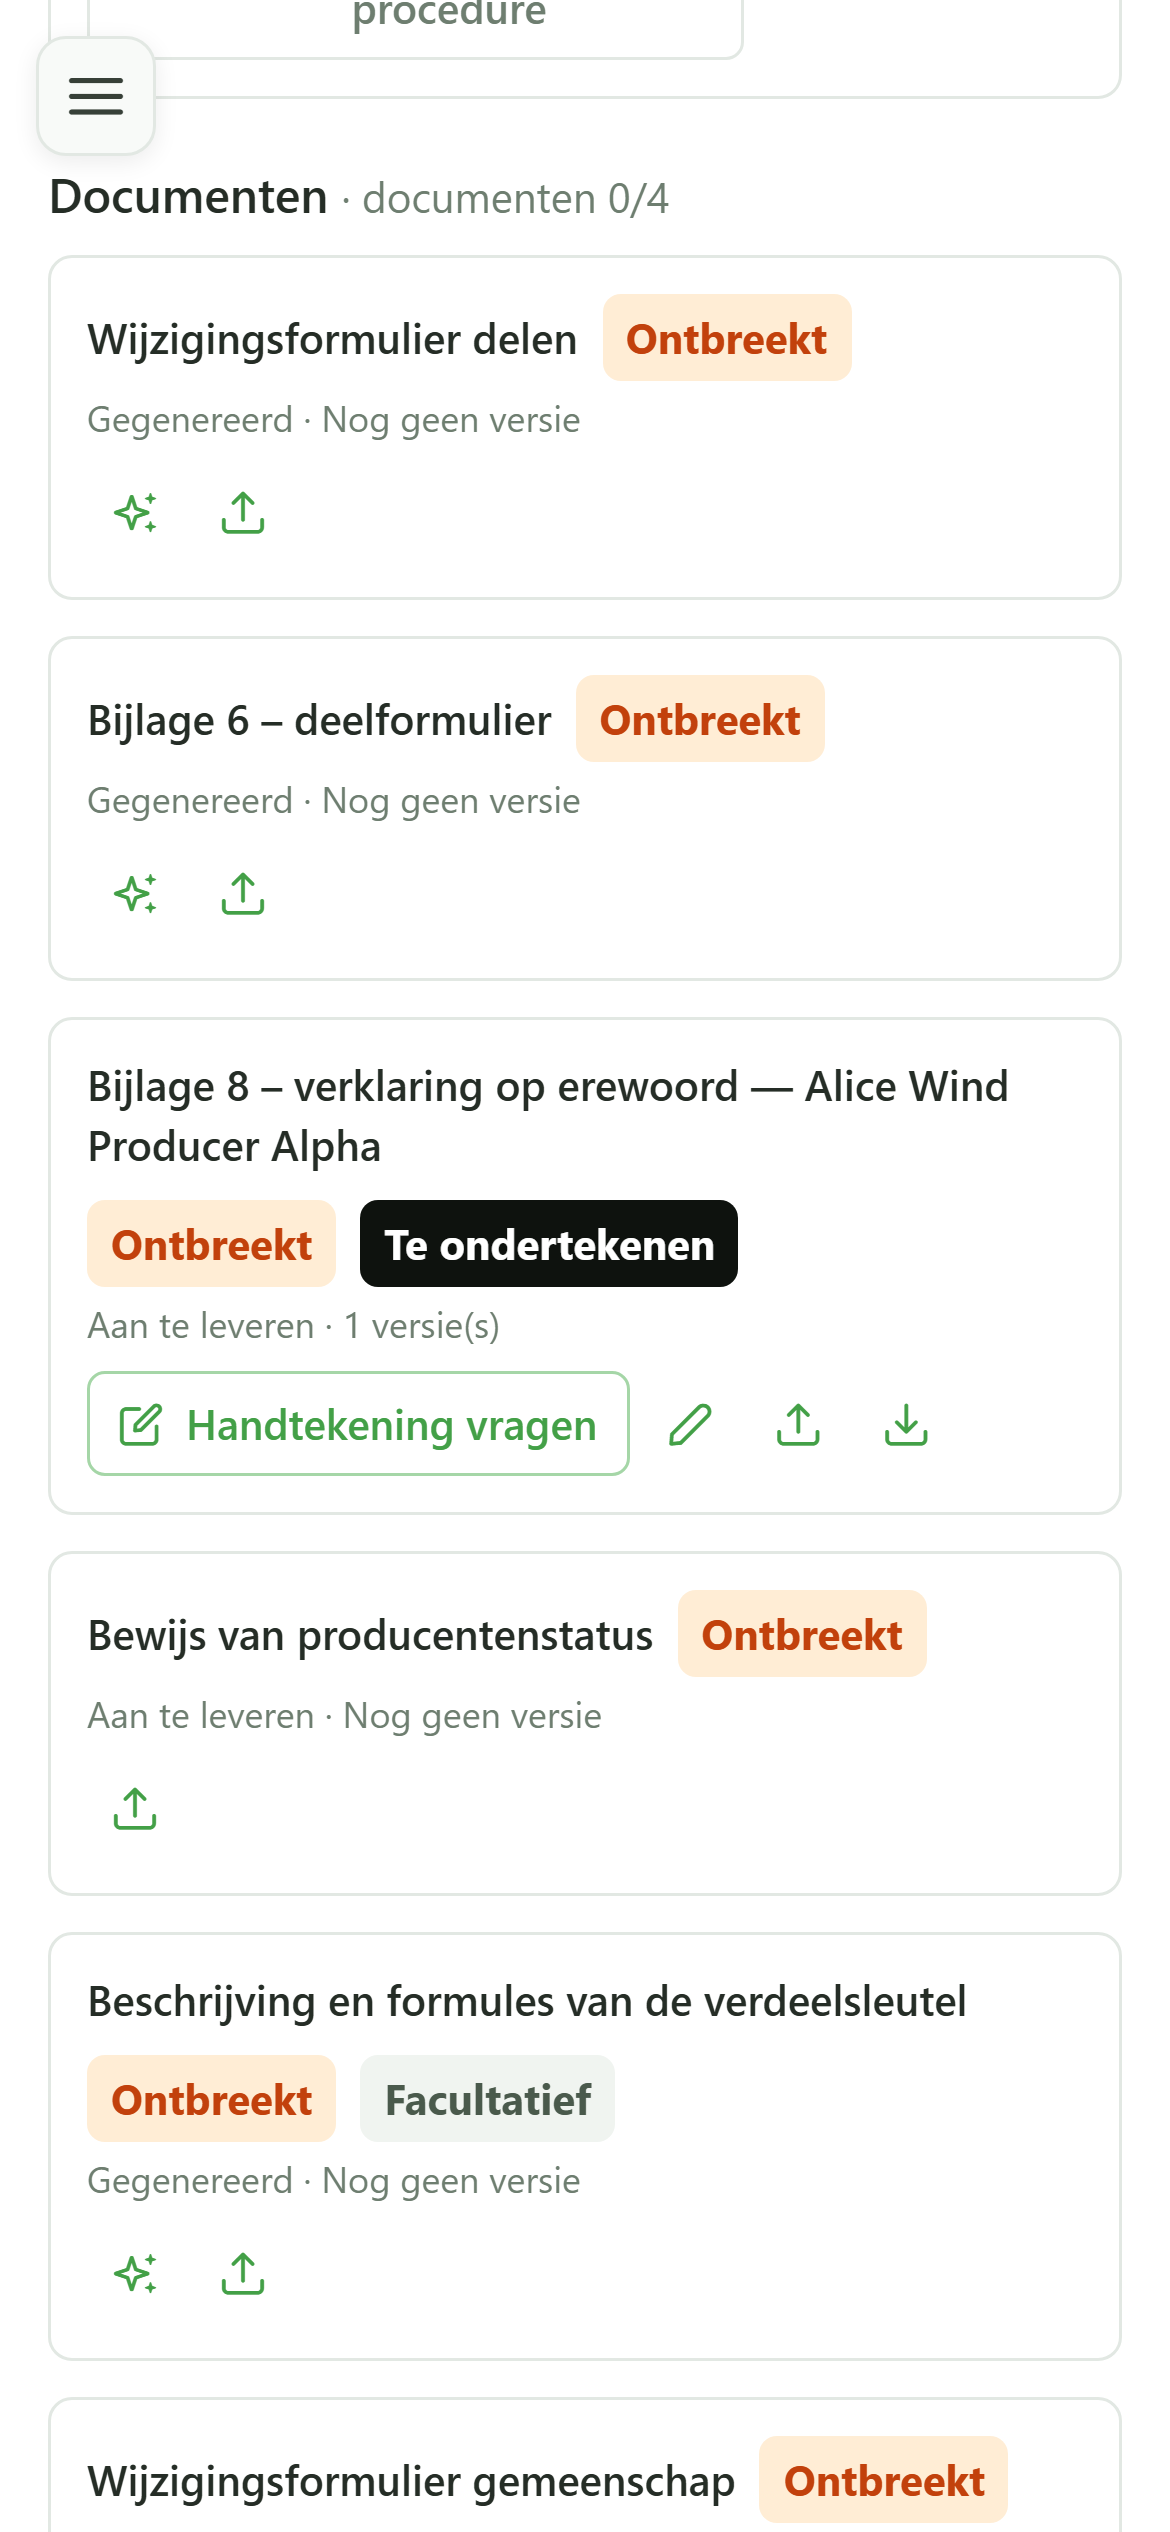 procedure
Documenten · documenten 0/4
Wijzigingsformulier delen Ontbreekt
Gegenereerd · Nog geen versie
Bijlage 6 – deelformulier Ontbreekt
Gegenereerd · Nog geen versie
Bijlage 8 – verklaring op erewoord — Alice Wind
Producer Alpha
Ontbreekt Te ondertekenen
Aan te leveren · 1 versie(s)
Handtekening vragen
Bewijs van producentenstatus Ontbreekt
Aan te leveren · Nog geen versie
Beschrijving en formules van de verdeelsleutel
Ontbreekt Facultatief
Gegenereerd · Nog geen versie
Wijzigingsformulier gemeenschap Ontbreekt